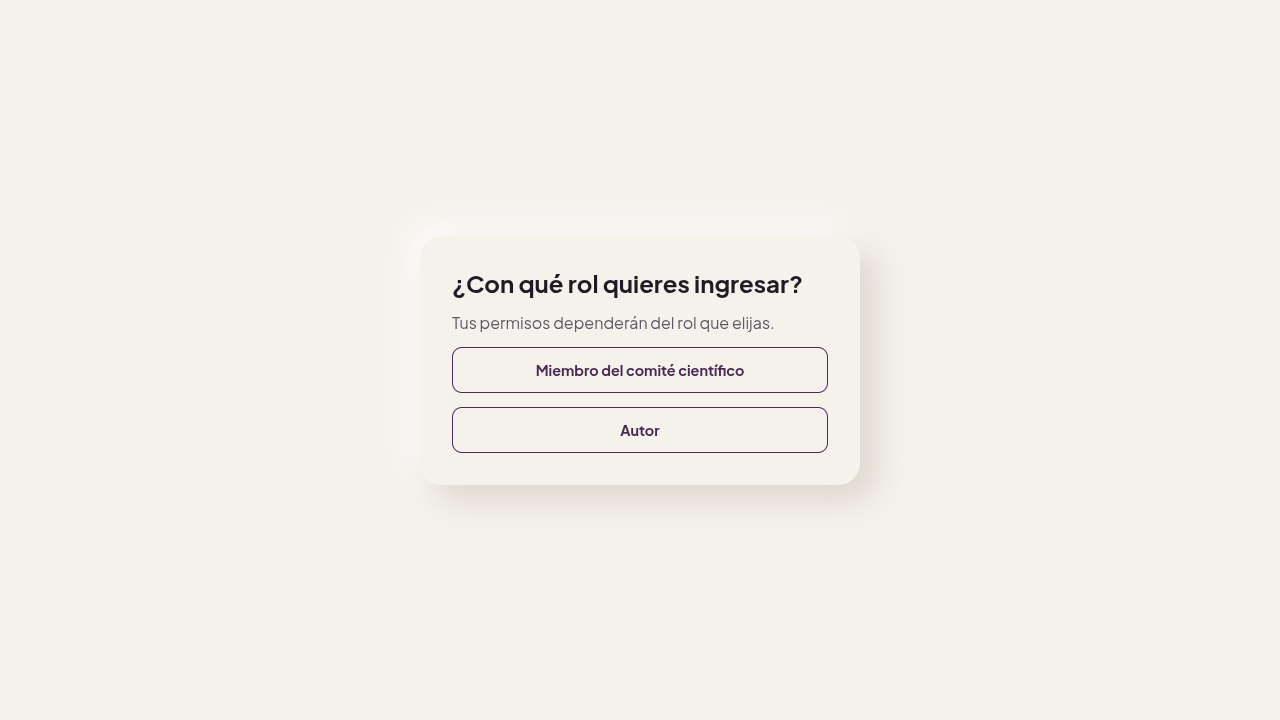 ¿Con qué rol quieres ingresar?
Tus permisos dependerán del rol que elijas.
Miembro del comité científico
Autor